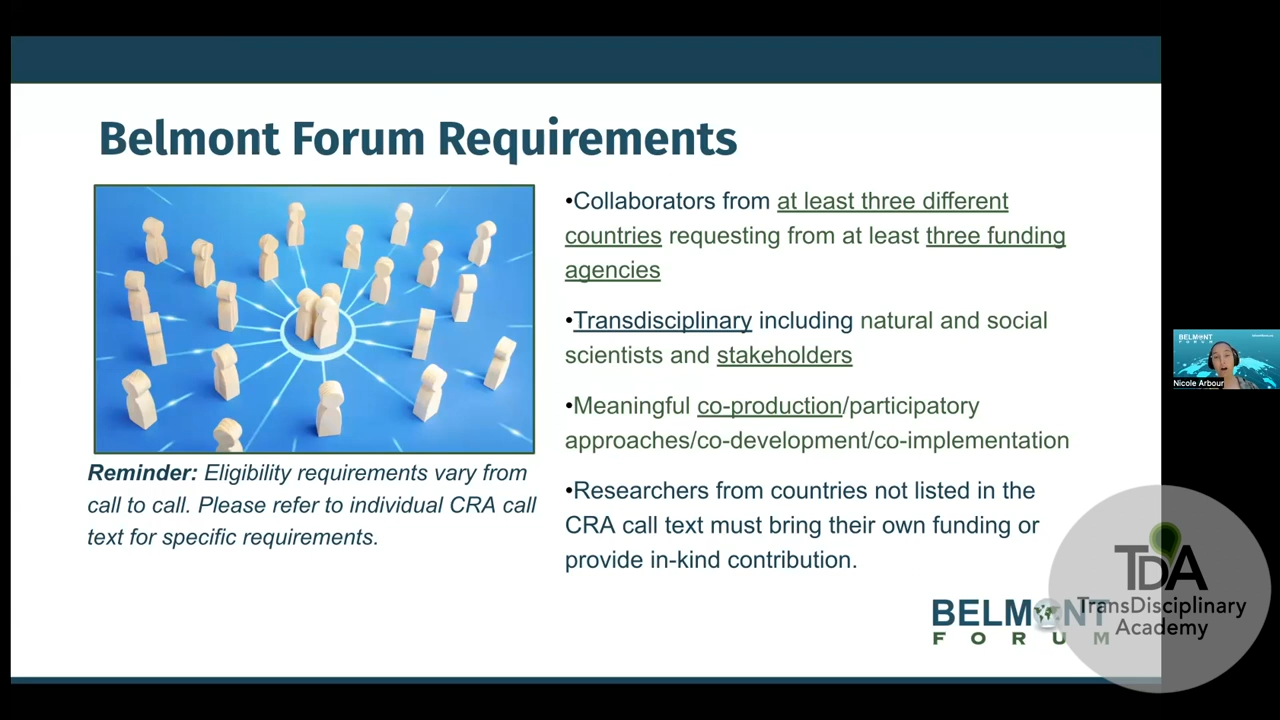 Belmont Forum Requirements
•Collaborators from at least three different
countries requesting from at least three funding
agencies
•Transdisciplinary including natural and social
scientists and stakeholders
•Meaningful co-production/participatory
approaches/co-development/co-implementation
•Researchers from countries not listed in the
CRA call text must bring their own funding or
provide in-kind contribution.
Reminder: Eligibility requirements vary from
call to call. Please refer to individual CRA call
text for specific requirements.
BELMONT
FORUM
TDA
TransDisciplinary
Academy
BELMONT
FORUM
Nicole Arbour